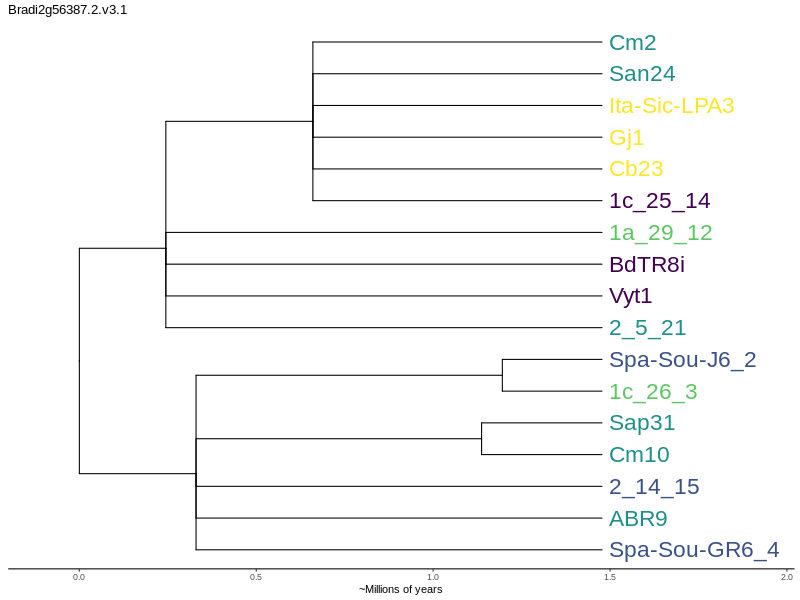 Bradi2g56387.2.v3.1
Cm2
San24
Ita-Sic-LPA3
Gj1
Cb23
1c_25_14
1a_29_12
BdTR8i
Vyt1
2_5_21
Spa-Sou-J6_2
1c_26_3
Sap31
Cm10
2_14_15
ABR9
Spa-Sou-GR6_4
0.0 0.5 1.0 1.5 2.0
~Millions of years